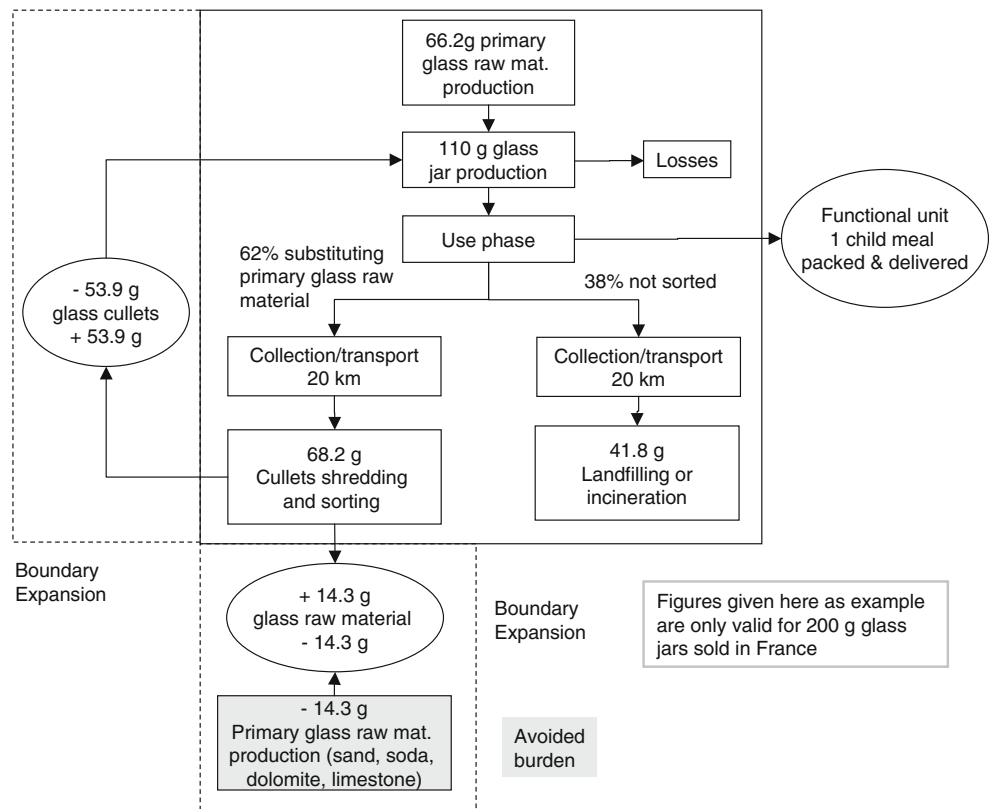 66.2g primary
glass raw mat.
production
110 g glass
jar production
Losses
Use phase
Functional unit
1 child meal
packed & delivered
62% substituting
primary glass raw
material
38% not sorted
- 53.9 g
glass cullets
+ 53.9 g
Collection/transport
20 km
Collection/transport
20 km
68.2 g
Cullets shredding
and sorting
41.8 g
Landfilling or
incineration
Boundary
Expansion
+ 14.3 g
glass raw material
- 14.3 g
Boundary
Expansion
Figures given here as example
are only valid for 200 g glass
jars sold in France
- 14.3 g
Primary glass raw mat.
production (sand, soda,
dolomite, limestone)
Avoided
burden